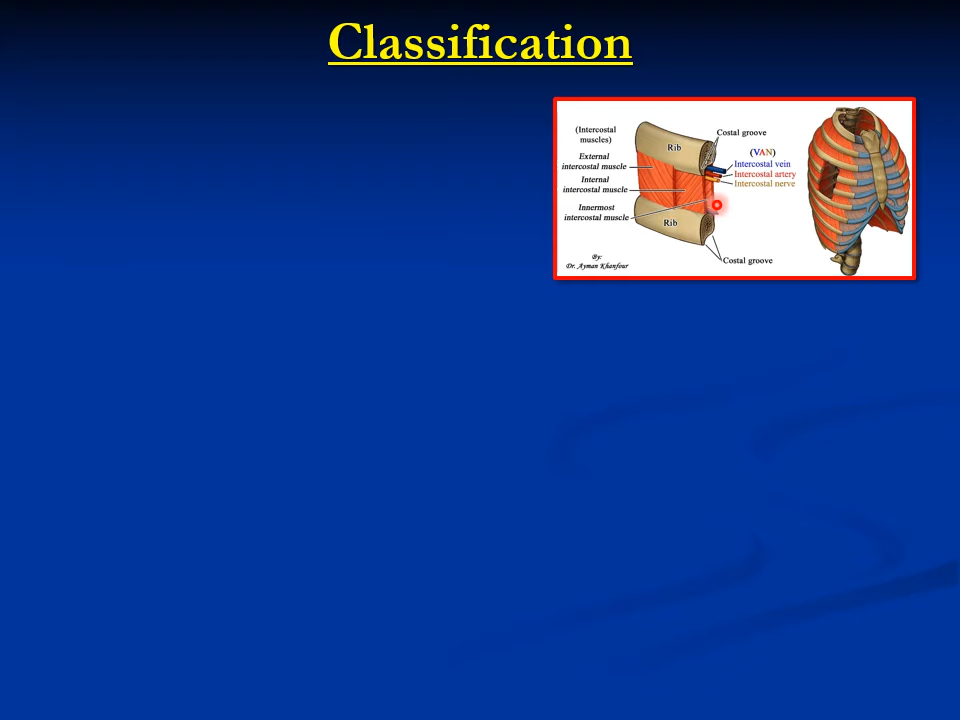 Classification
(Intercostal
muscles)
External
intercostal muscle
Internal
intercostal muscle
Innermost
intercostal muscle
Rib
Rib
Costal groove
(VAN)
Intercostal vein
Intercostal artery
Intercostal nerve
Costal groove
By:
Dr. Ayman Khanfour